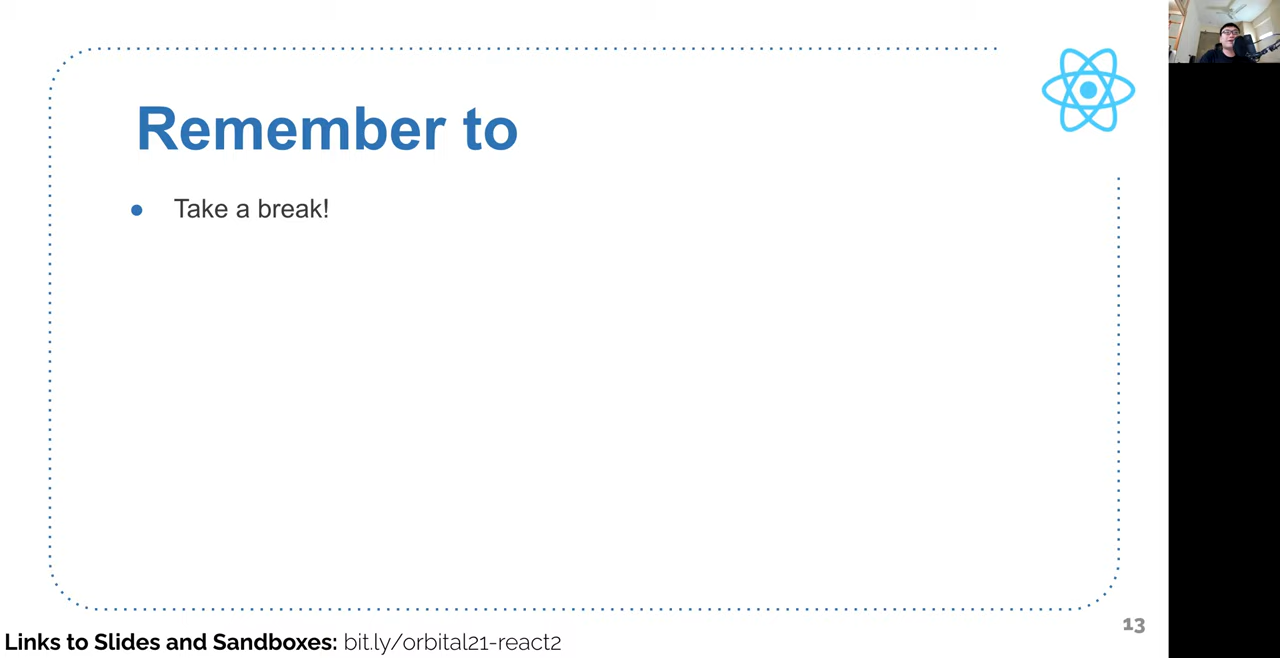 Remember to
● Take a break!
13
Links to Slides and Sandboxes: bit.ly/orbital21-react2